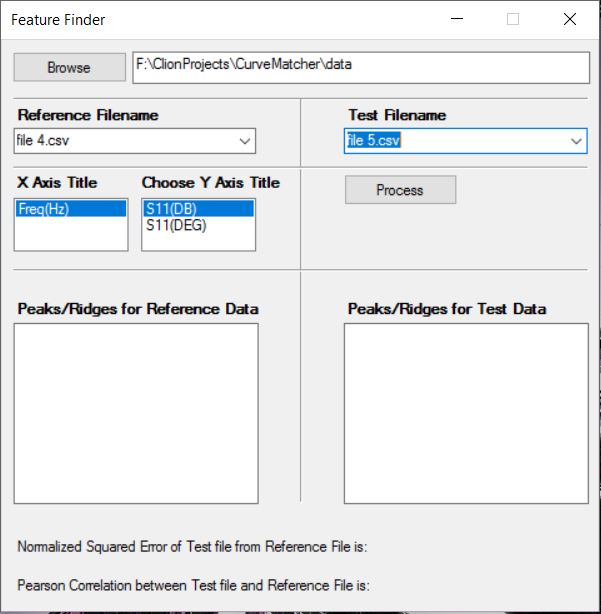 Feature Finder
Browse
F:\ClionProjects\CurveMatcher\data
Reference Filename
Test Filename
file 4.csv
file 5.csv
X Axis Title
Choose Y Axis Title
Process
Freq(Hz)
S11(DB)
S11(DEG)
Peaks/Ridges for Reference Data
Peaks/Ridges for Test Data
Normalized Squared Error of Test file from Reference File is:
Pearson Correlation between Test file and Reference File is: